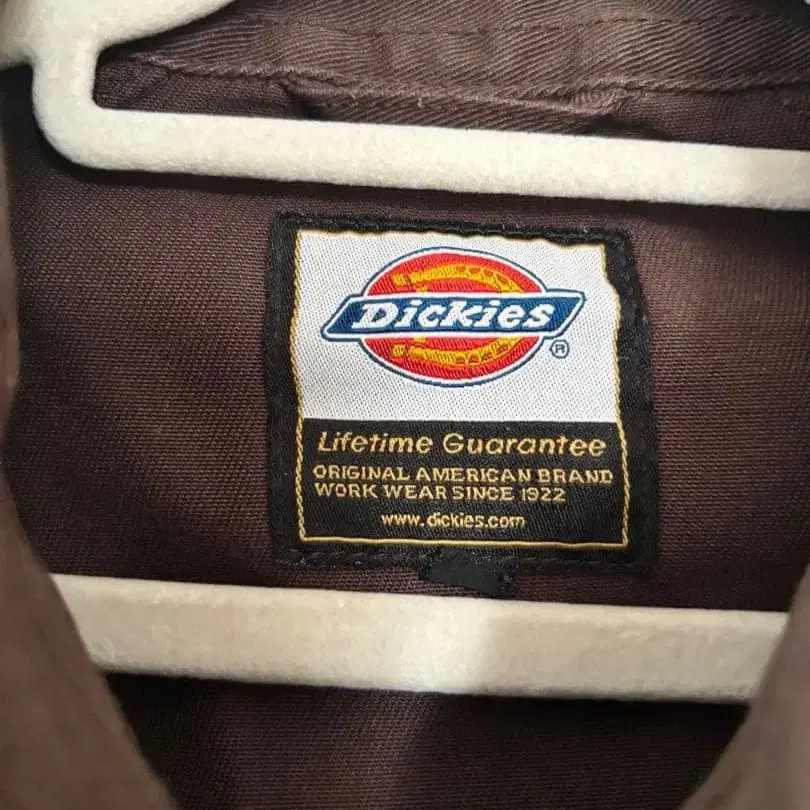 Dickies
®
Lifetime Guarantee
ORIGINAL AMERICAN BRAND
WORK WEAR SINCE 1922
www.dickies.com